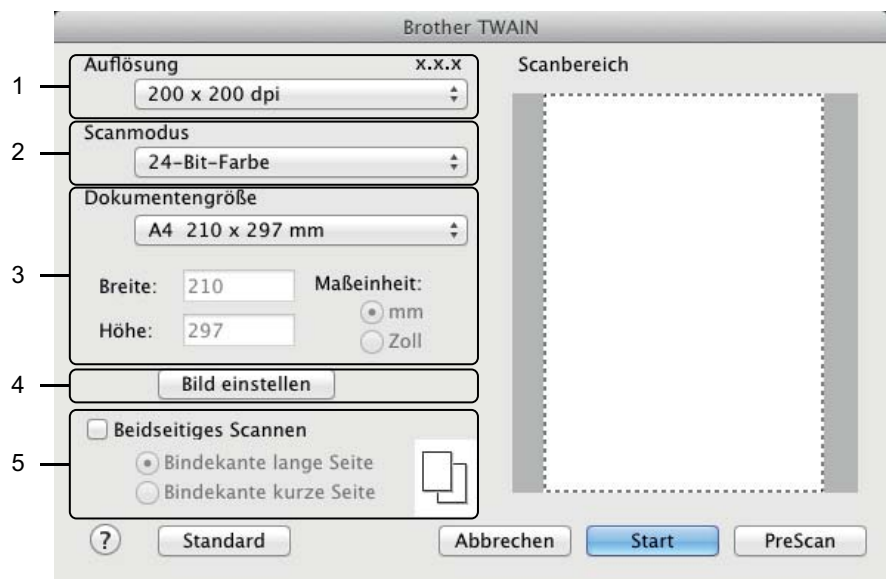 Brother TWAIN
1
Auflösung x.x.x
200 x 200 dpi
2
Scanmodus
24-Bit-Farbe
3
Dokumentengröße
A4 210 x 297 mm
Breite: 210
Maßeinheit:
mm
Höhe: 297
Zoll
4
Bild einstellen
5
Beidseitiges Scannen
Bindekante lange Seite
Bindekante kurze Seite
Scanbereich
? Standard Abbrechen Start PreScan